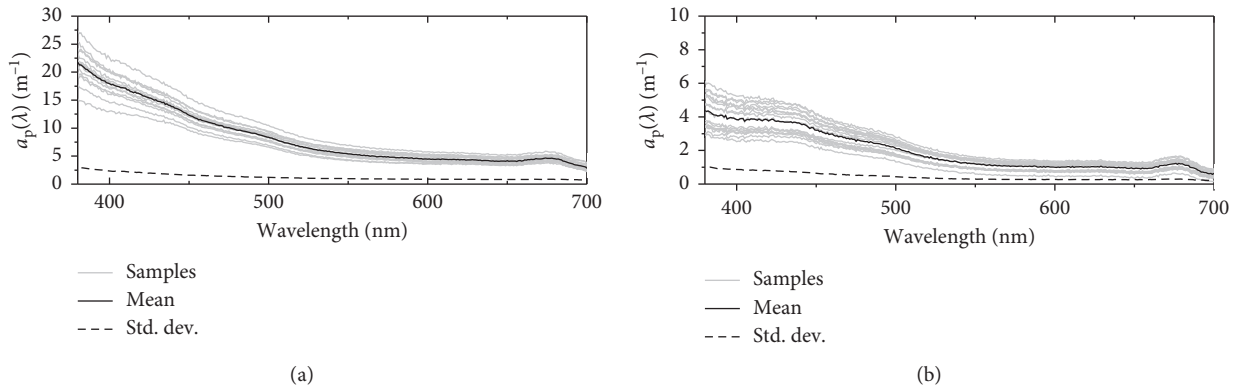 30
25
20
15
10
5
0
a_p(λ) (m⁻¹)
400
500
600
700
Wavelength (nm)
Samples
Mean
Std. dev.
(a)
10
8
6
4
2
0
a_p(λ) (m⁻¹)
400
500
600
700
Wavelength (nm)
Samples
Mean
Std. dev.
(b)